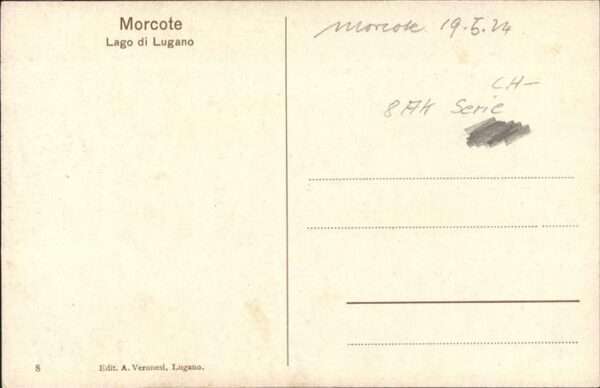 Morcote
Lago di Lugano
Morcote 19.5.24
CH-
8 AK Serie
8 Edit. A. Veronesi, Lugano.